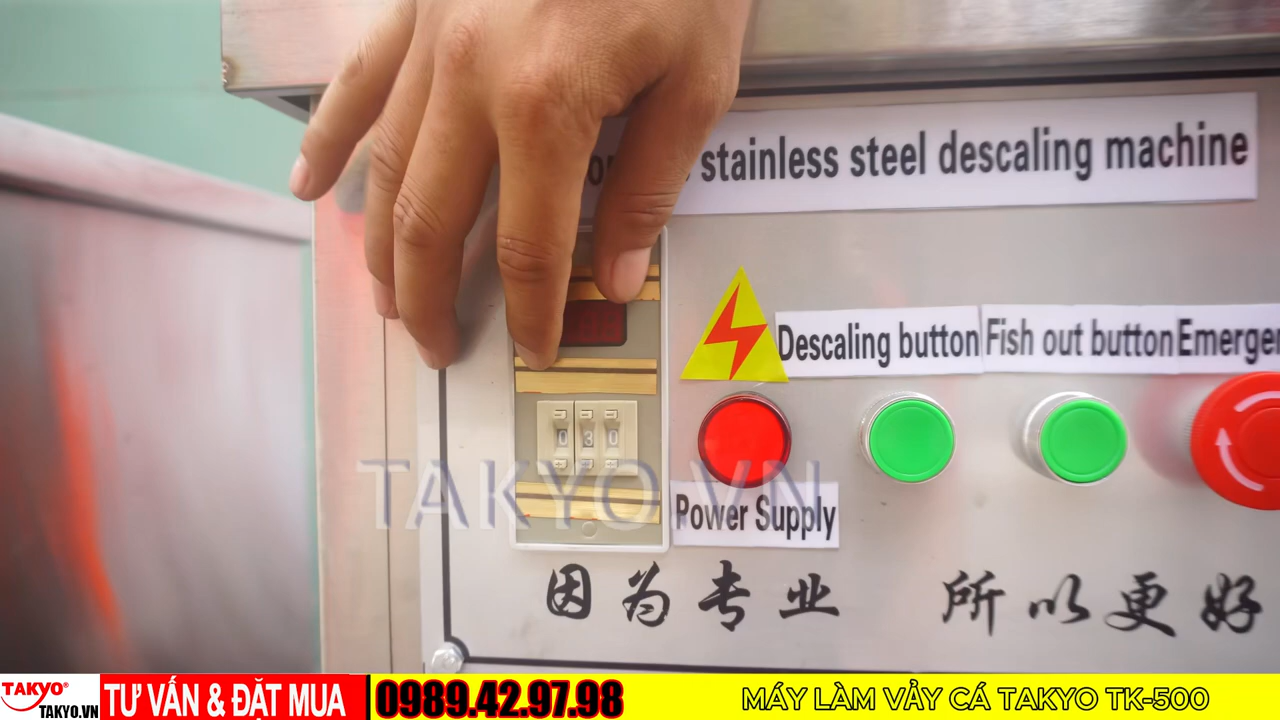 stainless steel descaling machine
Descaling button
Fish out button
030
Power Supply
TAKYO.VN
因为专业 所以更好
TAKYO®
TAKYO.VN
TƯ VẤN & ĐẶT MUA
0989.42.97.98
MÁY LÀM VẢY CÁ TAKYO TK-500